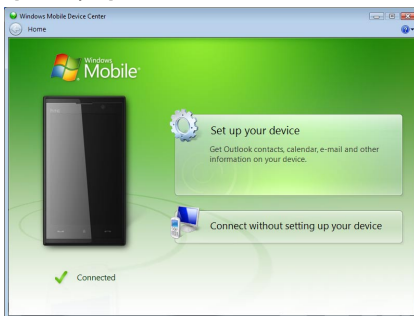 Windows Mobile Device Center
Home
Windows
Mobile®
Set up your device
Get Outlook contacts, calendar, e-mail and other
information on your device.
Connect without setting up your device
Connected